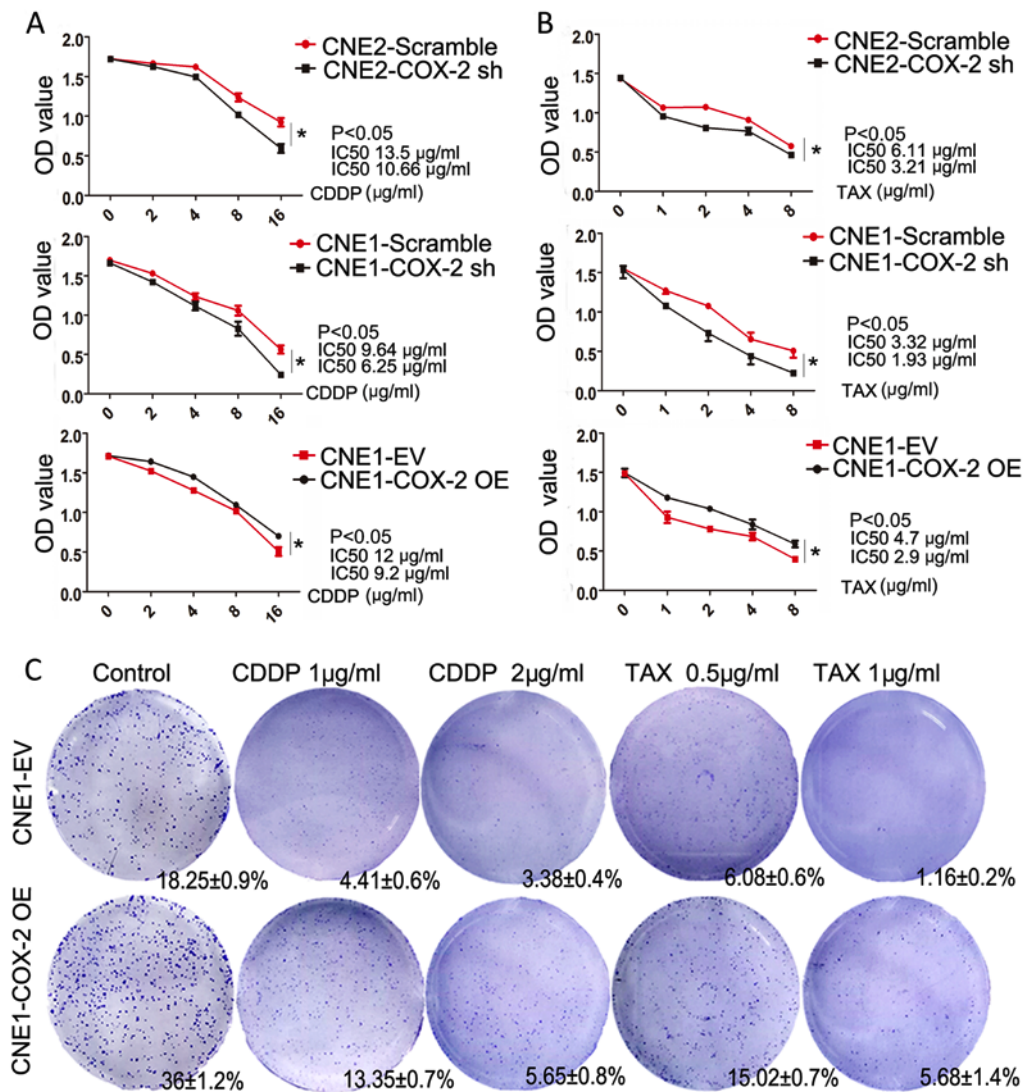 A
2.0
1.5
1.0
0.5
0.0
OD value
CNE2-Scramble
CNE2-COX-2 sh
*
P<0.05
IC50 13.5 µg/ml
IC50 10.66 µg/ml
CDDP (µg/ml)
0 2 4 8 16
2.0
1.5
1.0
0.5
0.0
OD value
CNE1-Scramble
CNE1-COX-2 sh
*
P<0.05
IC50 9.64 µg/ml
IC50 6.25 µg/ml
CDDP (µg/ml)
0 2 4 8 16
2.0
1.5
1.0
0.5
0.0
OD value
CNE1-EV
CNE1-COX-2 OE
*
P<0.05
IC50 12 µg/ml
IC50 9.2 µg/ml
CDDP (µg/ml)
0 2 4 8 16
B
2.0
1.5
1.0
0.5
0.0
OD value
CNE2-Scramble
CNE2-COX-2 sh
*
P<0.05
IC50 6.11 µg/ml
IC50 3.21 µg/ml
TAX (µg/ml)
0 1 2 4 8
2.0
1.5
1.0
0.5
0.0
OD value
CNE1-Scramble
CNE1-COX-2 sh
*
P<0.05
IC50 3.32 µg/ml
IC50 1.93 µg/ml
TAX (µg/ml)
0 1 2 4 8
2.0
1.5
1.0
0.5
0.0
OD value
CNE1-EV
CNE1-COX-2 OE
*
P<0.05
IC50 4.7 µg/ml
IC50 2.9 µg/ml
TAX (µg/ml)
0 1 2 4 8
C
Control CDDP 1µg/ml CDDP 2µg/ml TAX 0.5µg/ml TAX 1µg/ml
CNE1-EV
18.25±0.9% 4.41±0.6% 3.38±0.4% 6.08±0.6% 1.16±0.2%
CNE1-COX-2 OE
36±1.2% 13.35±0.7% 5.65±0.8% 15.02±0.7% 5.68±1.4%